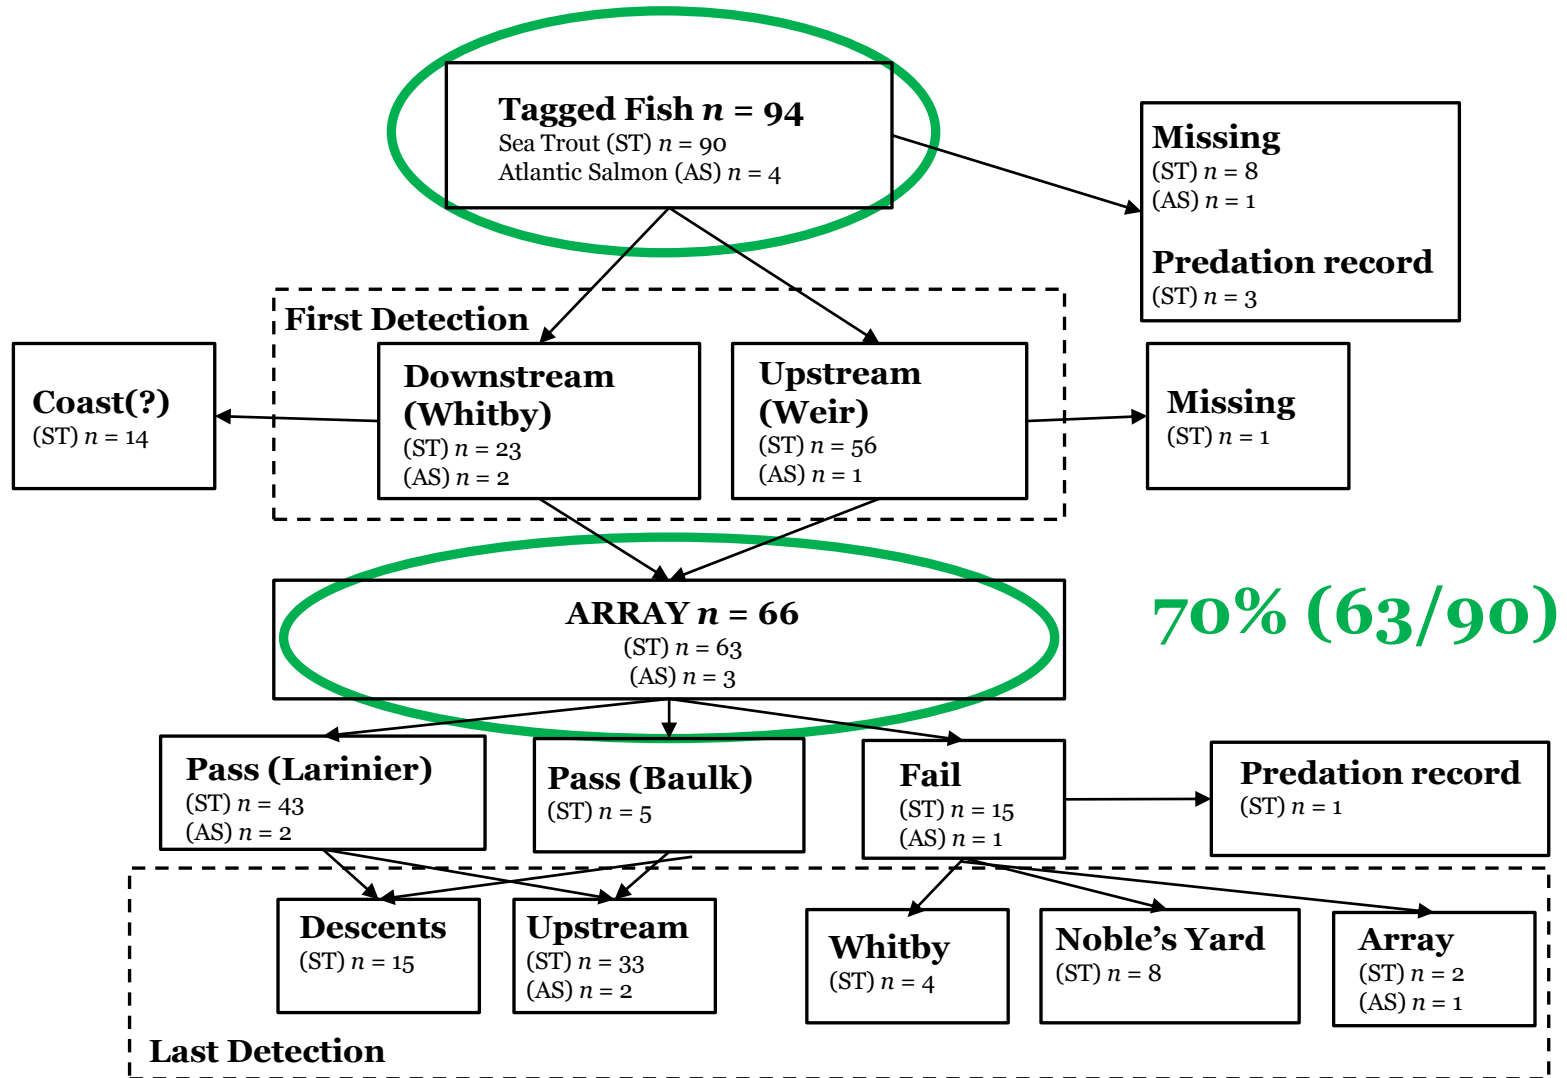 Tagged Fish n = 94
Sea Trout (ST) n = 90
Atlantic Salmon (AS) n = 4
Missing
(ST) n = 8
(AS) n = 1
Predation record
(ST) n = 3
First Detection
Coast(?)
(ST) n = 14
Downstream
(Whitby)
(ST) n = 23
(AS) n = 2
Upstream
(Weir)
(ST) n = 56
(AS) n = 1
Missing
(ST) n = 1
ARRAY n = 66
(ST) n = 63
(AS) n = 3
70% (63/90)
Pass (Larinier)
(ST) n = 43
(AS) n = 2
Pass (Baulk)
(ST) n = 5
Fail
(ST) n = 15
(AS) n = 1
Predation record
(ST) n = 1
Descents
(ST) n = 15
Upstream
(ST) n = 33
(AS) n = 2
Whitby
(ST) n = 4
Noble's Yard
(ST) n = 8
Array
(ST) n = 2
(AS) n = 1
Last Detection